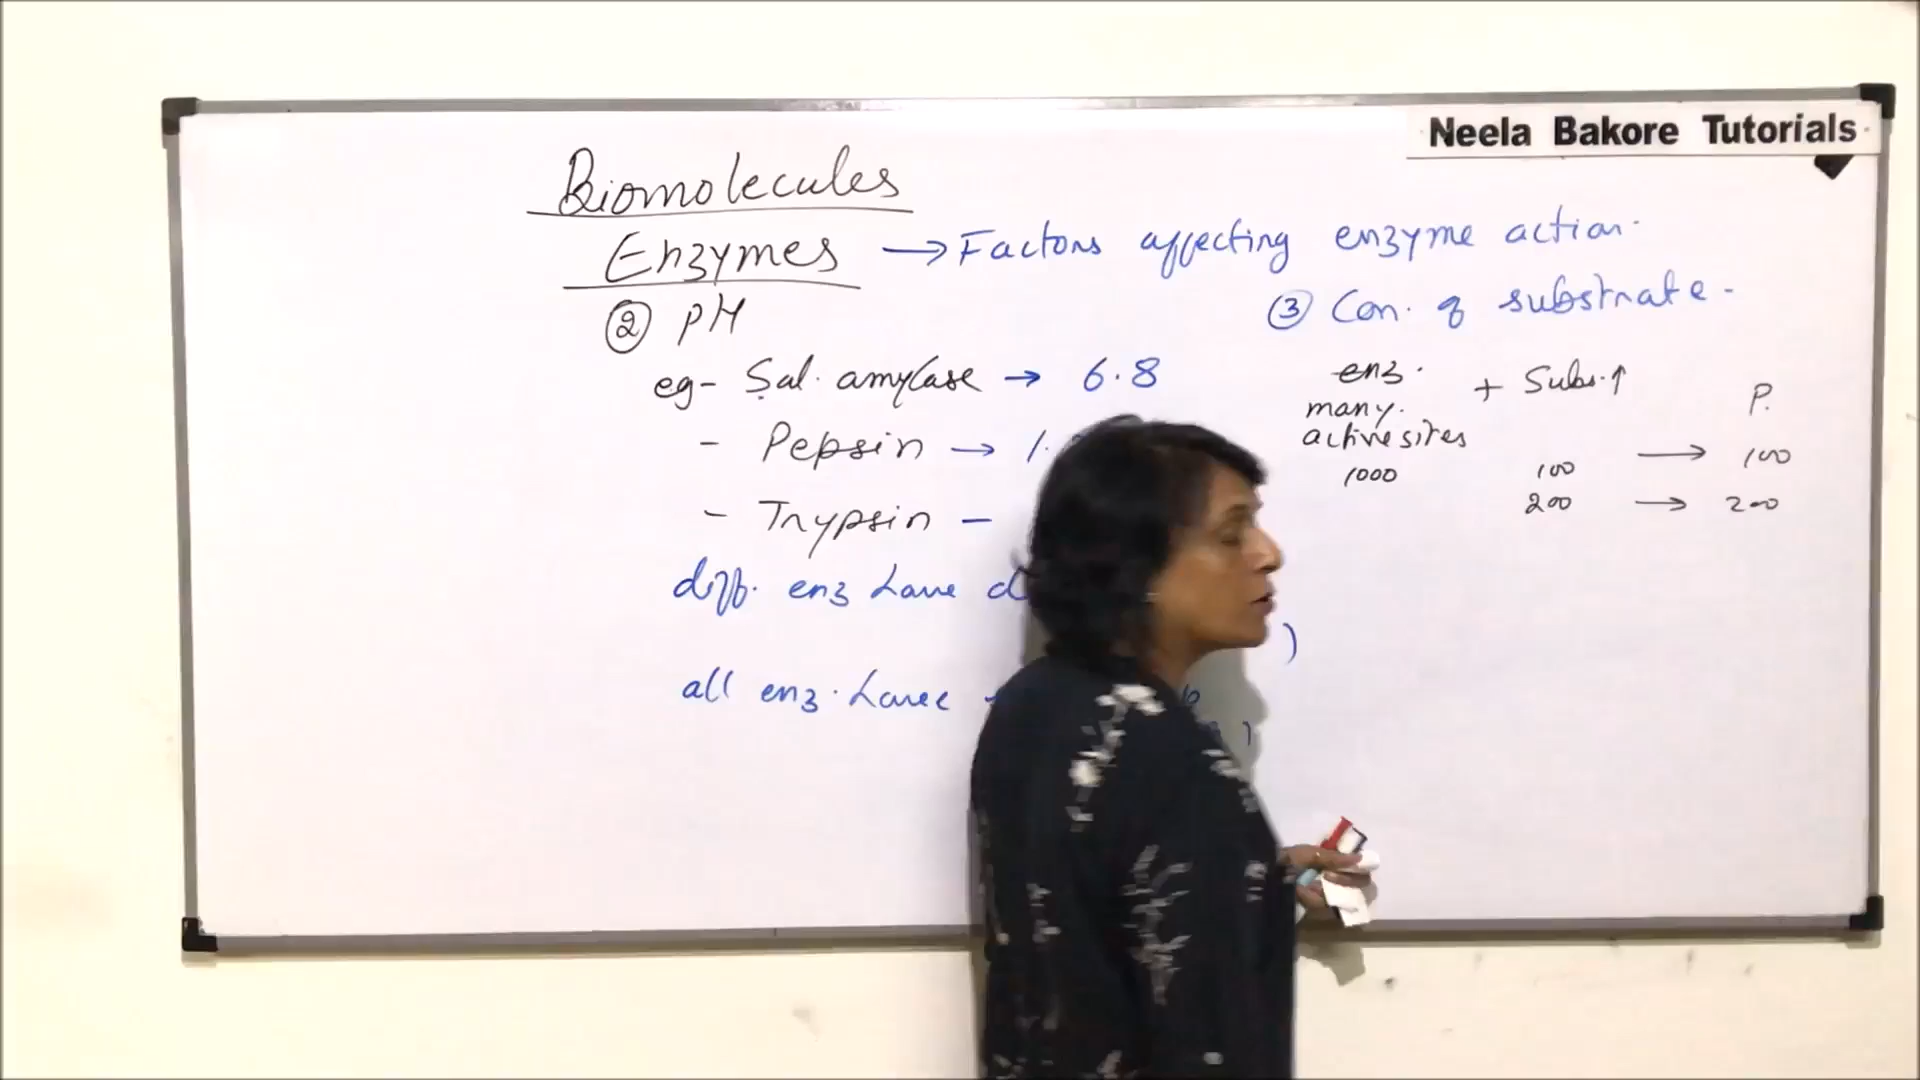 Neela Bakore Tutorials
Biomolecules
Enzymes → Factors affecting enzyme action.
② pH
eg- Sal. amylase → 6.8
- Pepsin → 1.
- Trypsin -
diff. enz have d
)
all enz. have
③ Con. of substrate -
enz. + Subs.↑ P.
many.
active sites
1000 100 → 100
200 → 200